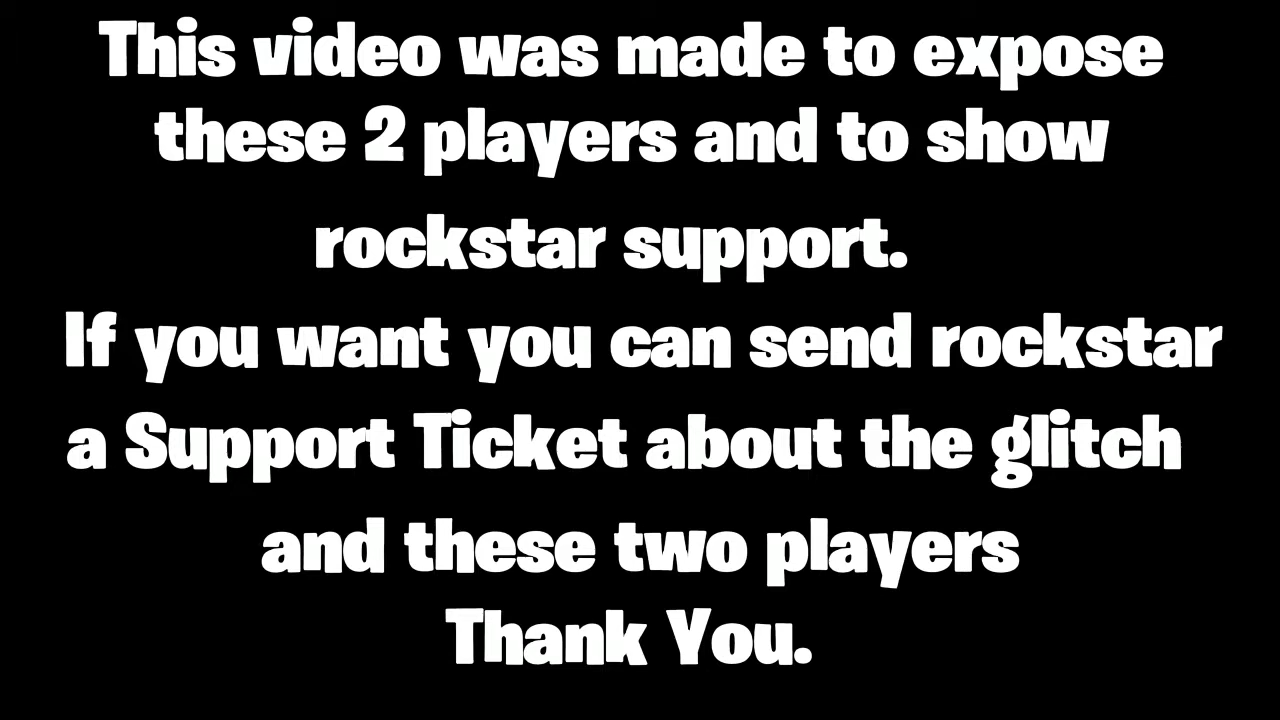 This video was made to expose
these 2 players and to show
rockstar support.
If you want you can send rockstar
a Support Ticket about the glitch
and these two players
Thank You.